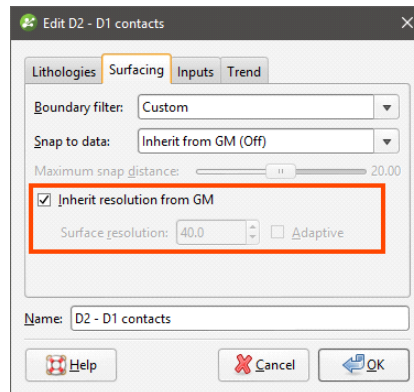 Edit D2 - D1 contacts
Lithologies Surfacing Inputs Trend
Boundary filter: Custom
Snap to data: Inherit from GM (Off)
Maximum snap distance: 20.00
Inherit resolution from GM
Surface resolution: 40.0 Adaptive
Name: D2 - D1 contacts
Help Cancel OK